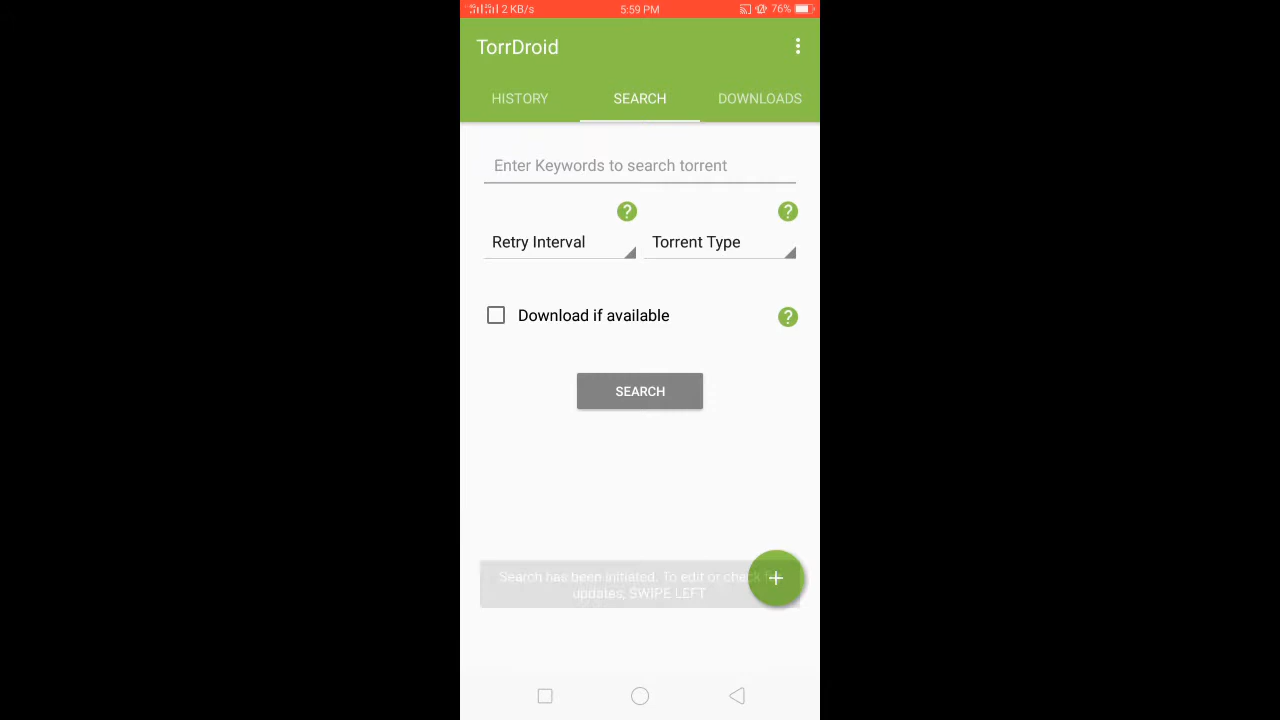 2 KB/s 5:59 PM 76%
TorrDroid
HISTORY SEARCH DOWNLOADS
Enter Keywords to search torrent
? ?
Retry Interval Torrent Type
Download if available ?
SEARCH
Search has been initiated. To edit or check
updates, SWIPE LEFT